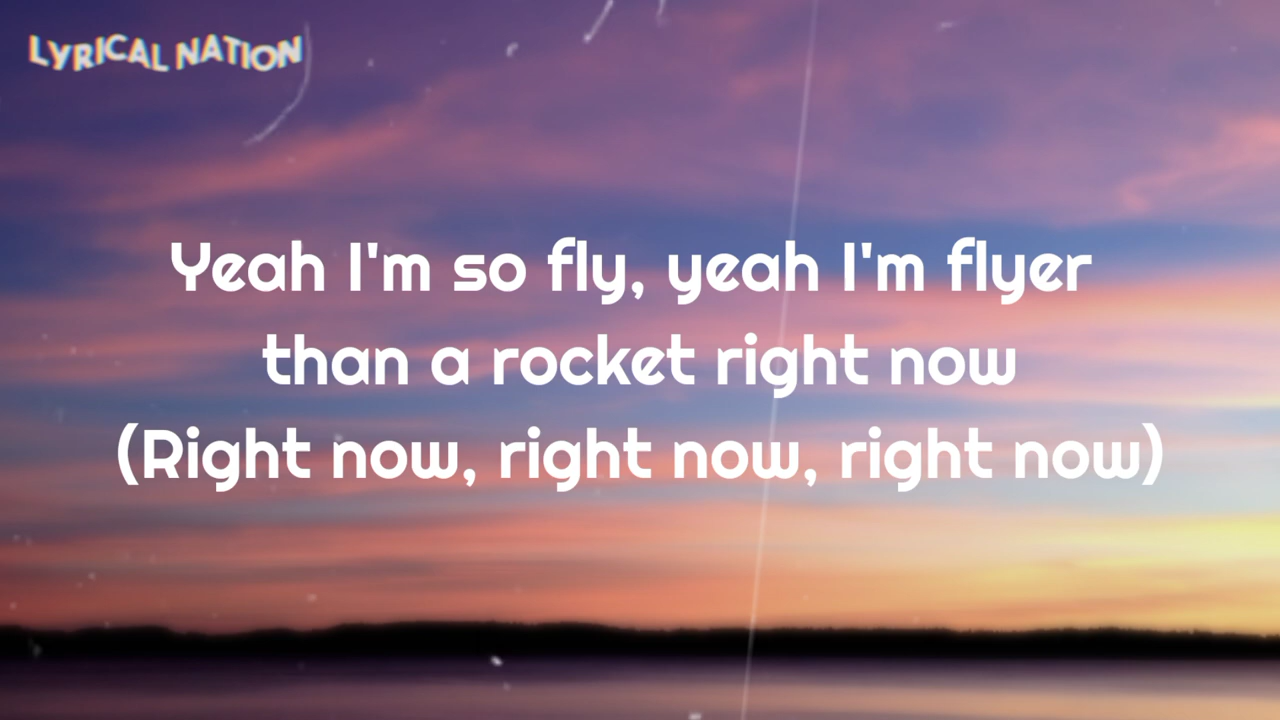 LYRICAL NATION
Yeah I'm so fly, yeah I'm flyer
than a rocket right now
(Right now, right now, right now)